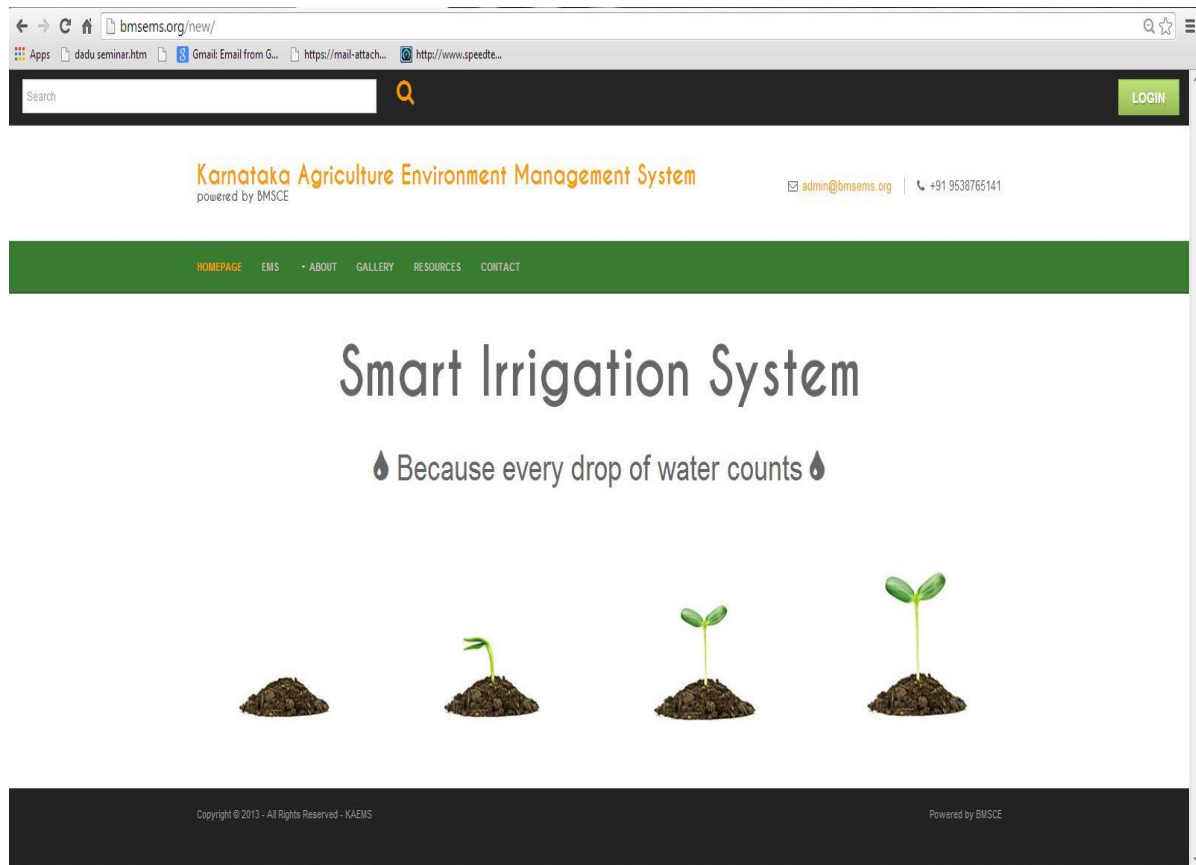 bmsems.org/new/
Apps dadu seminar.htm Gmail: Email from G... https://mail-attach... http://www.speedte...
Search LOGIN
Karnataka Agriculture Environment Management System
powered by BMSCE
admin@bmsems.org +91 9538765141
HOMEPAGE EMS • ABOUT GALLERY RESOURCES CONTACT
Smart Irrigation System
Because every drop of water counts
Copyright © 2013 - All Rights Reserved - KAEMS Powered by BMSCE